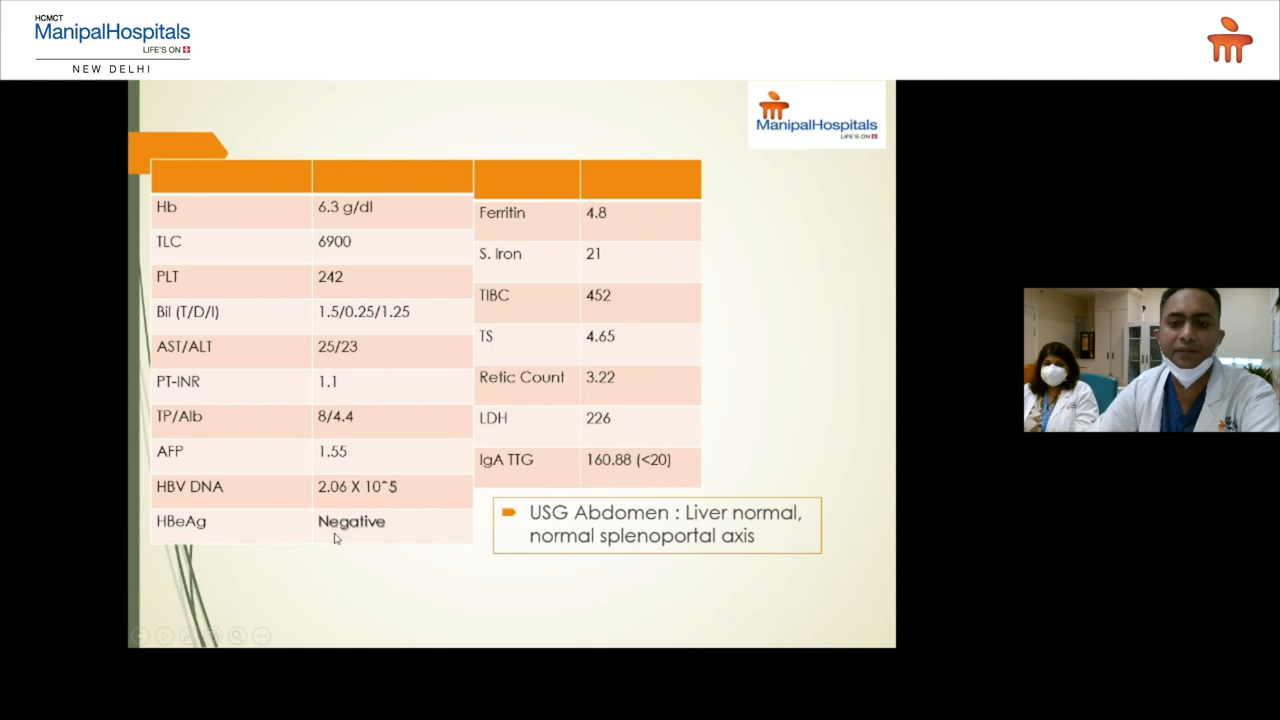 HCMCT
ManipalHospitals
LIFE'S ON
NEW DELHI
ManipalHospitals
LIFE'S ON
Hb 6.3 g/dl
TLC 6900
PLT 242
Bil (T/D/I) 1.5/0.25/1.25
AST/ALT 25/23
PT-INR 1.1
TP/Alb 8/4.4
AFP 1.55
HBV DNA 2.06 X 10^5
HBeAg Negative
Ferritin 4.8
S. Iron 21
TIBC 452
TS 4.65
Retic Count 3.22
LDH 226
IgA TTG 160.88 (<20)
USG Abdomen : Liver normal,
normal splenoportal axis